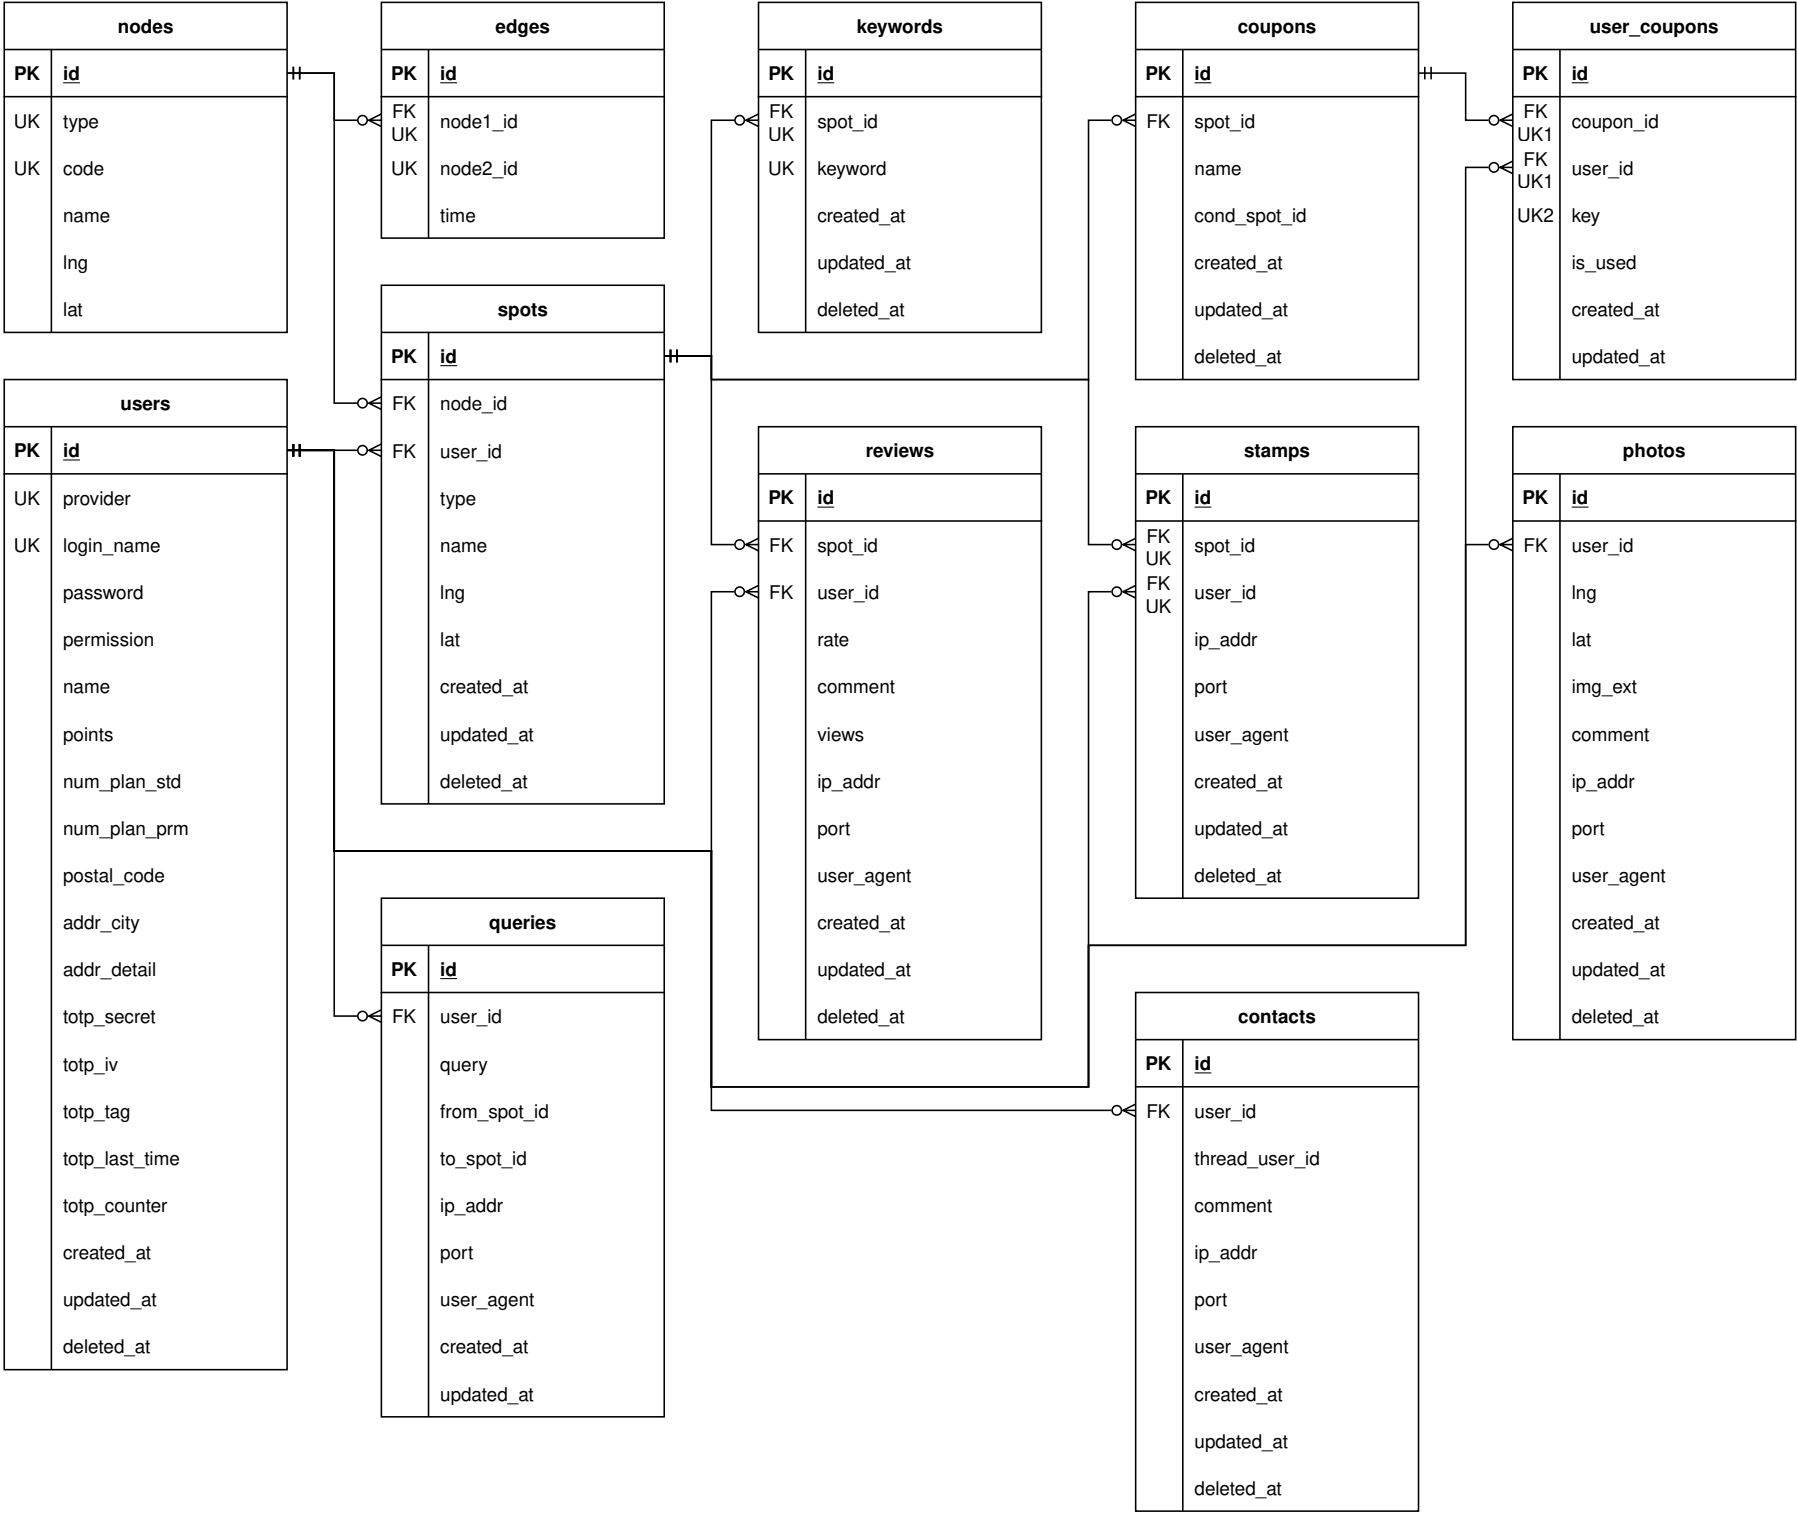 nodes
PK id
UK type
UK code
name
lng
lat
edges
PK id
FK
UK
node1_id
UK node2_id
time
keywords
PK id
FK
UK
spot_id
UK keyword
created_at
updated_at
deleted_at
coupons
PK id
FK spot_id
name
cond_spot_id
created_at
updated_at
deleted_at
user_coupons
PK id
FK
UK1
coupon_id
FK
UK1
user_id
UK2 key
is_used
created_at
updated_at
users
PK id
UK provider
UK login_name
password
permission
name
points
num_plan_std
num_plan_prm
postal_code
addr_city
addr_detail
totp_secret
totp_iv
totp_tag
totp_last_time
totp_counter
created_at
updated_at
deleted_at
spots
PK id
FK node_id
FK user_id
type
name
lng
lat
created_at
updated_at
deleted_at
reviews
PK id
FK spot_id
FK user_id
rate
comment
views
ip_addr
port
user_agent
created_at
updated_at
deleted_at
stamps
PK id
FK
UK
spot_id
FK
UK
user_id
ip_addr
port
user_agent
created_at
updated_at
deleted_at
photos
PK id
FK user_id
lng
lat
img_ext
comment
ip_addr
port
user_agent
created_at
updated_at
deleted_at
queries
PK id
FK user_id
query
from_spot_id
to_spot_id
ip_addr
port
user_agent
created_at
updated_at
contacts
PK id
FK user_id
thread_user_id
comment
ip_addr
port
user_agent
created_at
updated_at
deleted_at